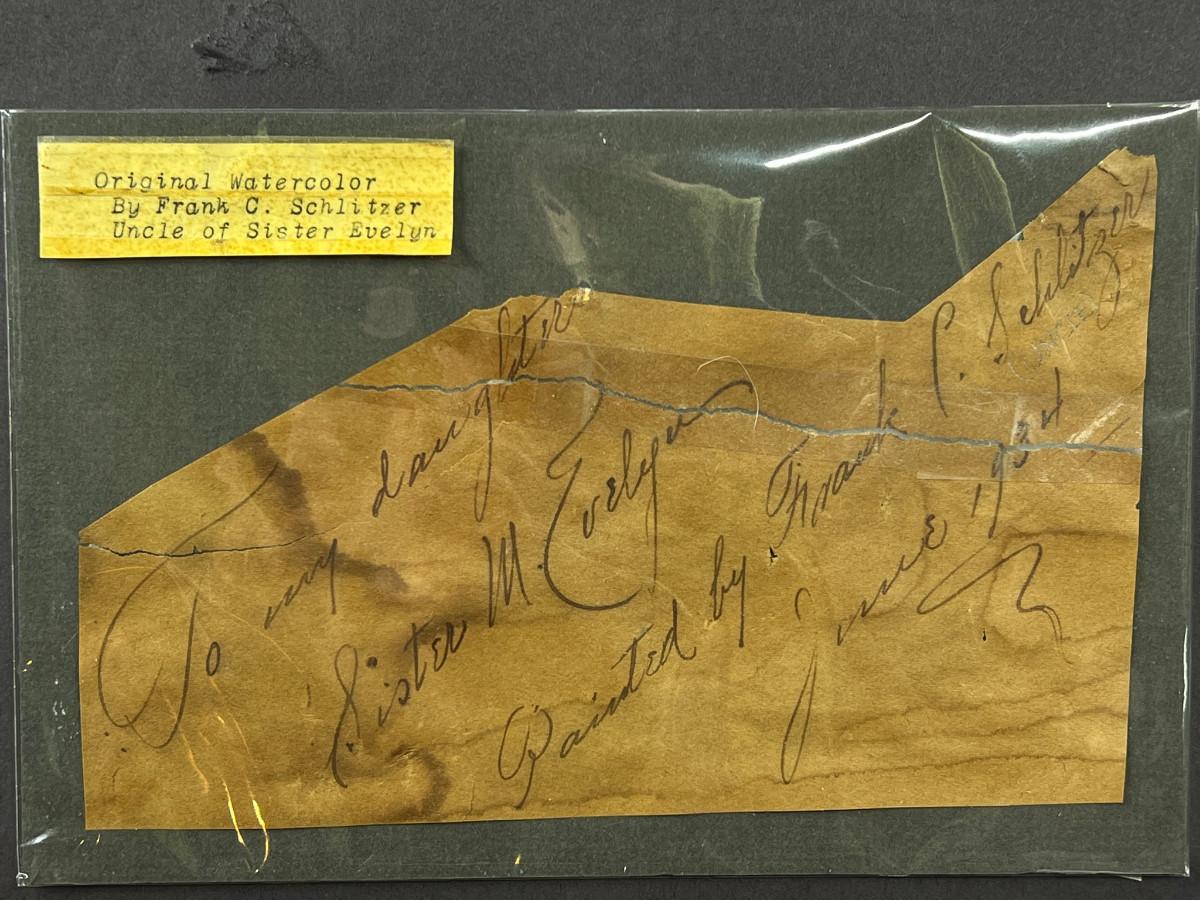 Original Watercolor
By Frank C. Schlitzer
Uncle of Sister Evelyn
To my daughter
Sister M. Evelyn
Painted by Frank C. Schlitzer
June 1934